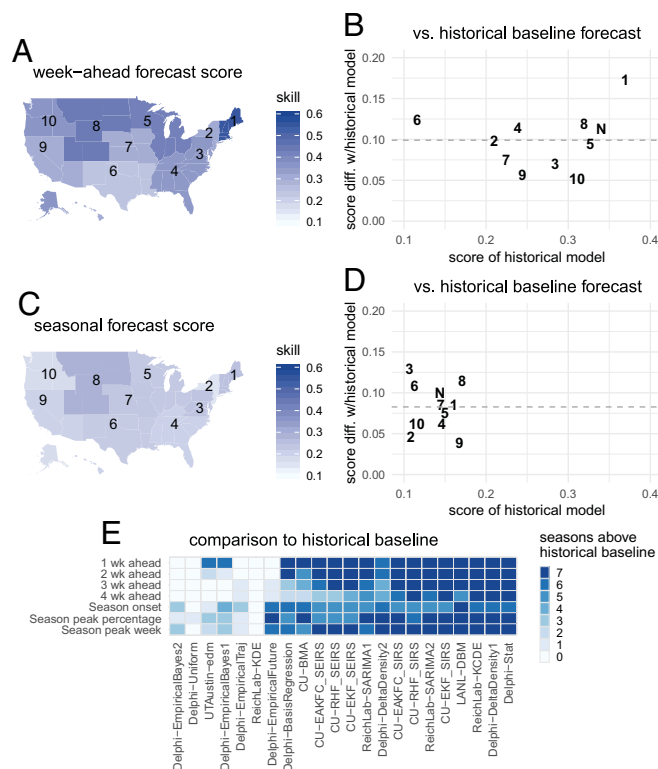 A
week-ahead forecast score
10
8
5
1
2
9
7
3
6
4
skill
0.6
0.5
0.4
0.3
0.2
0.1
B
vs. historical baseline forecast
score diff. w/historical model
0.20
0.15
0.10
0.05
0.00
1
6
4
8
N
2
5
7
3
9
10
0.1
0.2
0.3
0.4
score of historical model
C
seasonal forecast score
10
8
5
1
2
9
7
3
6
4
skill
0.6
0.5
0.4
0.3
0.2
0.1
D
vs. historical baseline forecast
score diff. w/historical model
0.20
0.15
0.10
0.05
0.00
3
6
8
N
7
1
5
10
6
2
9
0.1
0.2
0.3
0.4
score of historical model
E
comparison to historical baseline
1 wk ahead
2 wk ahead
3 wk ahead
4 wk ahead
Season onset
Season peak percentage
Season peak week
Delphi-EmpiricalBayes2
Delphi-Uniform
UTAustin-edm
Delphi-EmpiricalBayes1
Delphi-EmpiricalTraj
ReichLab-KDE
Delphi-EmpiricalFuture
Delphi-BasisRegression
CU-BMA
CU-EAKFC_SEIRS
CU-RHF_SEIRS
CU-EKF_SEIRS
ReichLab-SARIMA1
Delphi-DeltaDensity2
CU-EAKFC_SIRS
CU-RHF_SIRS
ReichLab-SARIMA2
CU-EKF_SIRS
LANL-DBM
ReichLab-KCDE
Delphi-DeltaDensity1
Delphi-Stat
seasons above
historical baseline
7
6
5
4
3
2
1
0